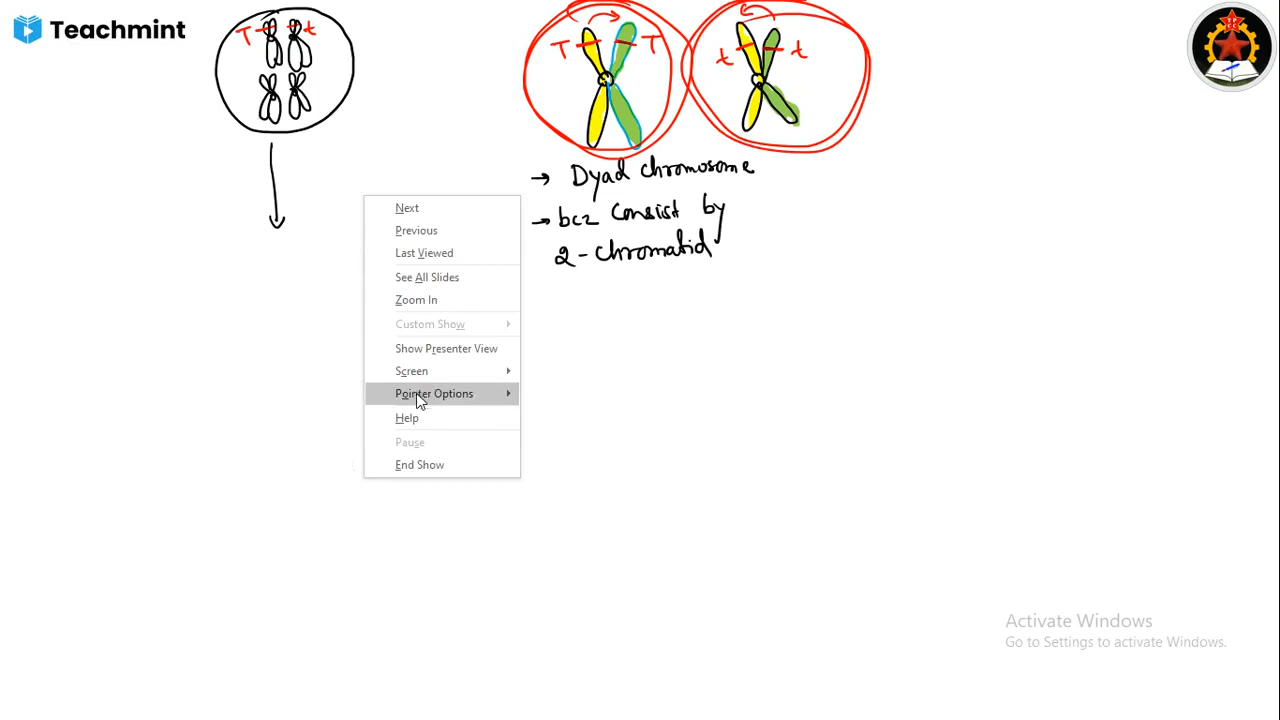 Teachmint
T t
T T
t t
TPCC
→ Dyad chromosome
→ bcz consist by
2 - chromatid
Next
Previous
Last Viewed
See All Slides
Zoom In
Custom Show
Show Presenter View
Screen
Pointer Options
Help
Pause
End Show
Activate Windows
Go to Settings to activate Windows.